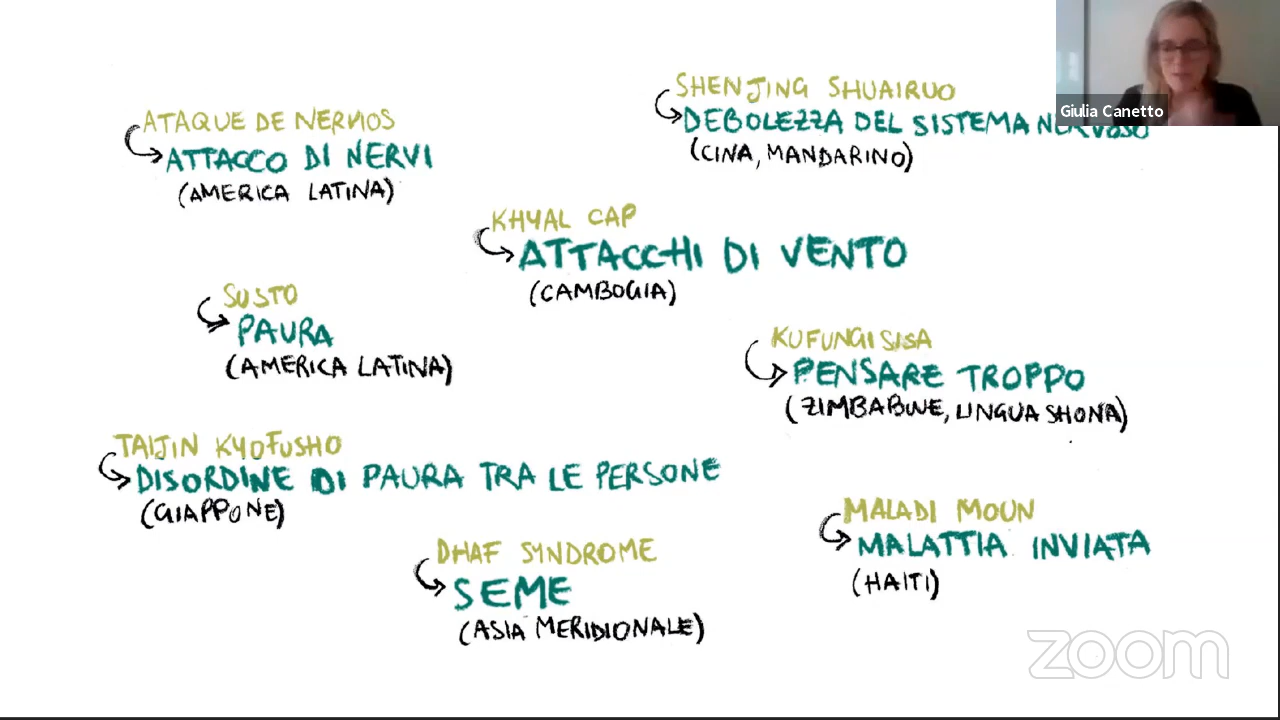 ATAQUE DE NERVIOS
ATTACCO DI NERVI
(AMERICA LATINA)
SHENJING SHUAIRUO
DEBOLEZZA DEL SISTEMA NERVOSO
(CINA, MANDARINO)
Giulia Canetto
KHYAL CAP
ATTACCHI DI VENTO
(CAMBOGIA)
SUSTO
PAURA
(AMERICA LATINA)
KUFUNGISISA
PENSARE TROPPO
(ZIMBABWE, LINGUA SHONA)
TAIJIN KYOFUSHO
DISORDINE DI PAURA TRA LE PERSONE
(GIAPPONE)
MALADI MOUN
MALATTIA INVIATA
(HAITI)
DHAF SYNDROME
SEME
(ASIA MERIDIONALE)
zoom